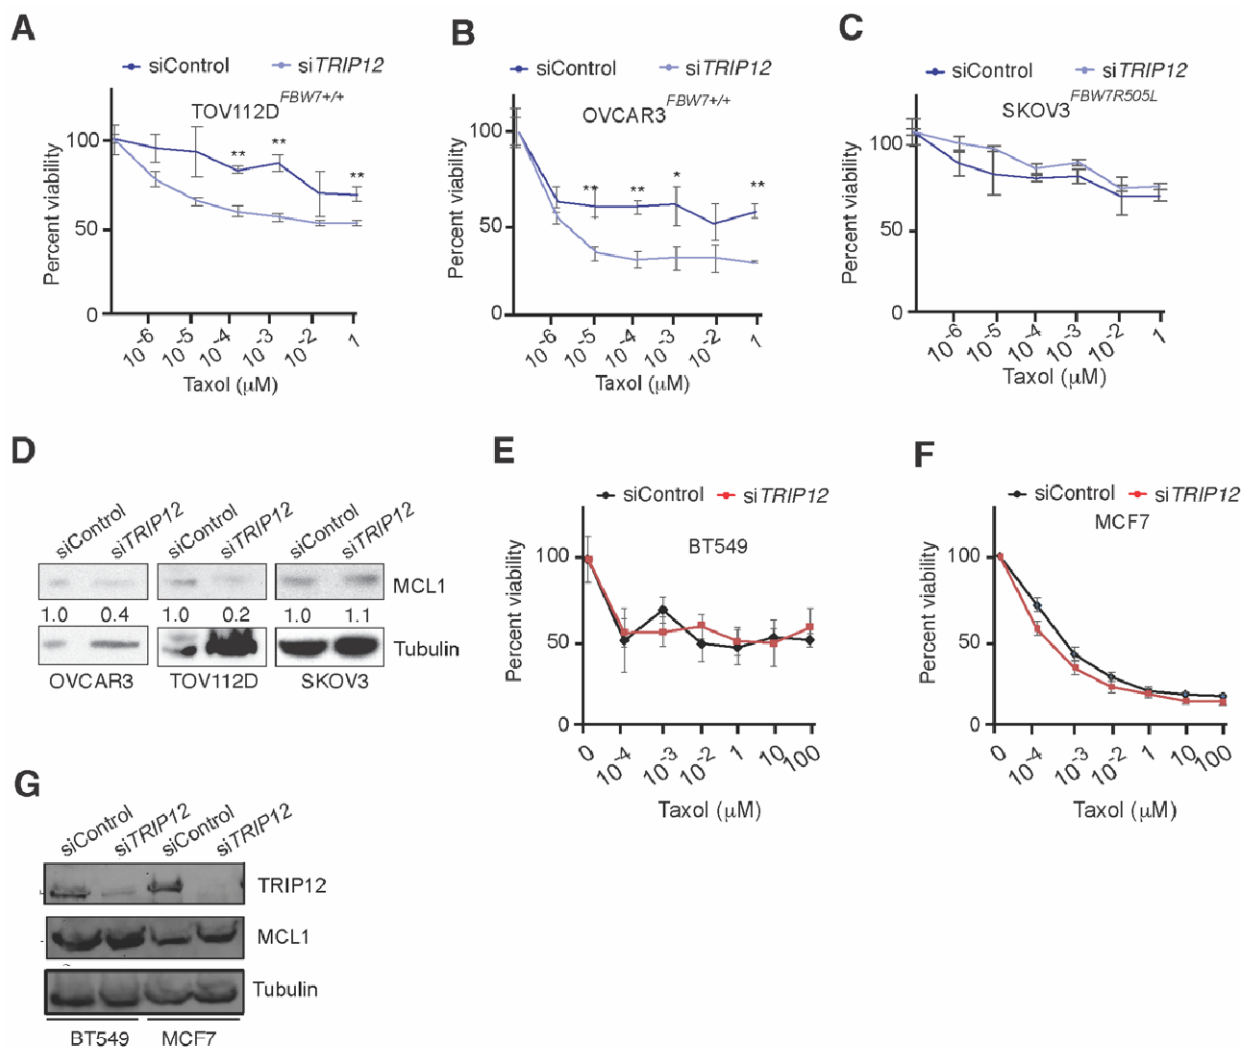 A
siControl siTRIP12
TOV112D FBW7+/+
Percent viability
100
50
0
** ** **
10-6 10-5 10-4 10-3 10-2 1
Taxol (μM)
B
siControl siTRIP12
OVCAR3 FBW7+/+
Percent viability
100
50
0
** ** * **
10-6 10-5 10-4 10-3 10-2 1
Taxol (μM)
C
siControl siTRIP12
SKOV3 FBW7R505L
Percent viability
100
50
0
10-6 10-5 10-4 10-3 10-2 1
Taxol (μM)
D
siControl siTRIP12 siControl siTRIP12 siControl siTRIP12
MCL1
1.0 0.4 1.0 0.2 1.0 1.1
Tubulin
OVCAR3 TOV112D SKOV3
E
siControl siTRIP12
BT549
Percent viability
100
50
0
0 10-4 10-3 10-2 1 10 100
Taxol (μM)
F
siControl siTRIP12
MCF7
Percent viability
100
50
0
0 10-4 10-3 10-2 1 10 100
Taxol (μM)
G
siControl siTRIP12 siControl siTRIP12
TRIP12
MCL1
Tubulin
BT549 MCF7